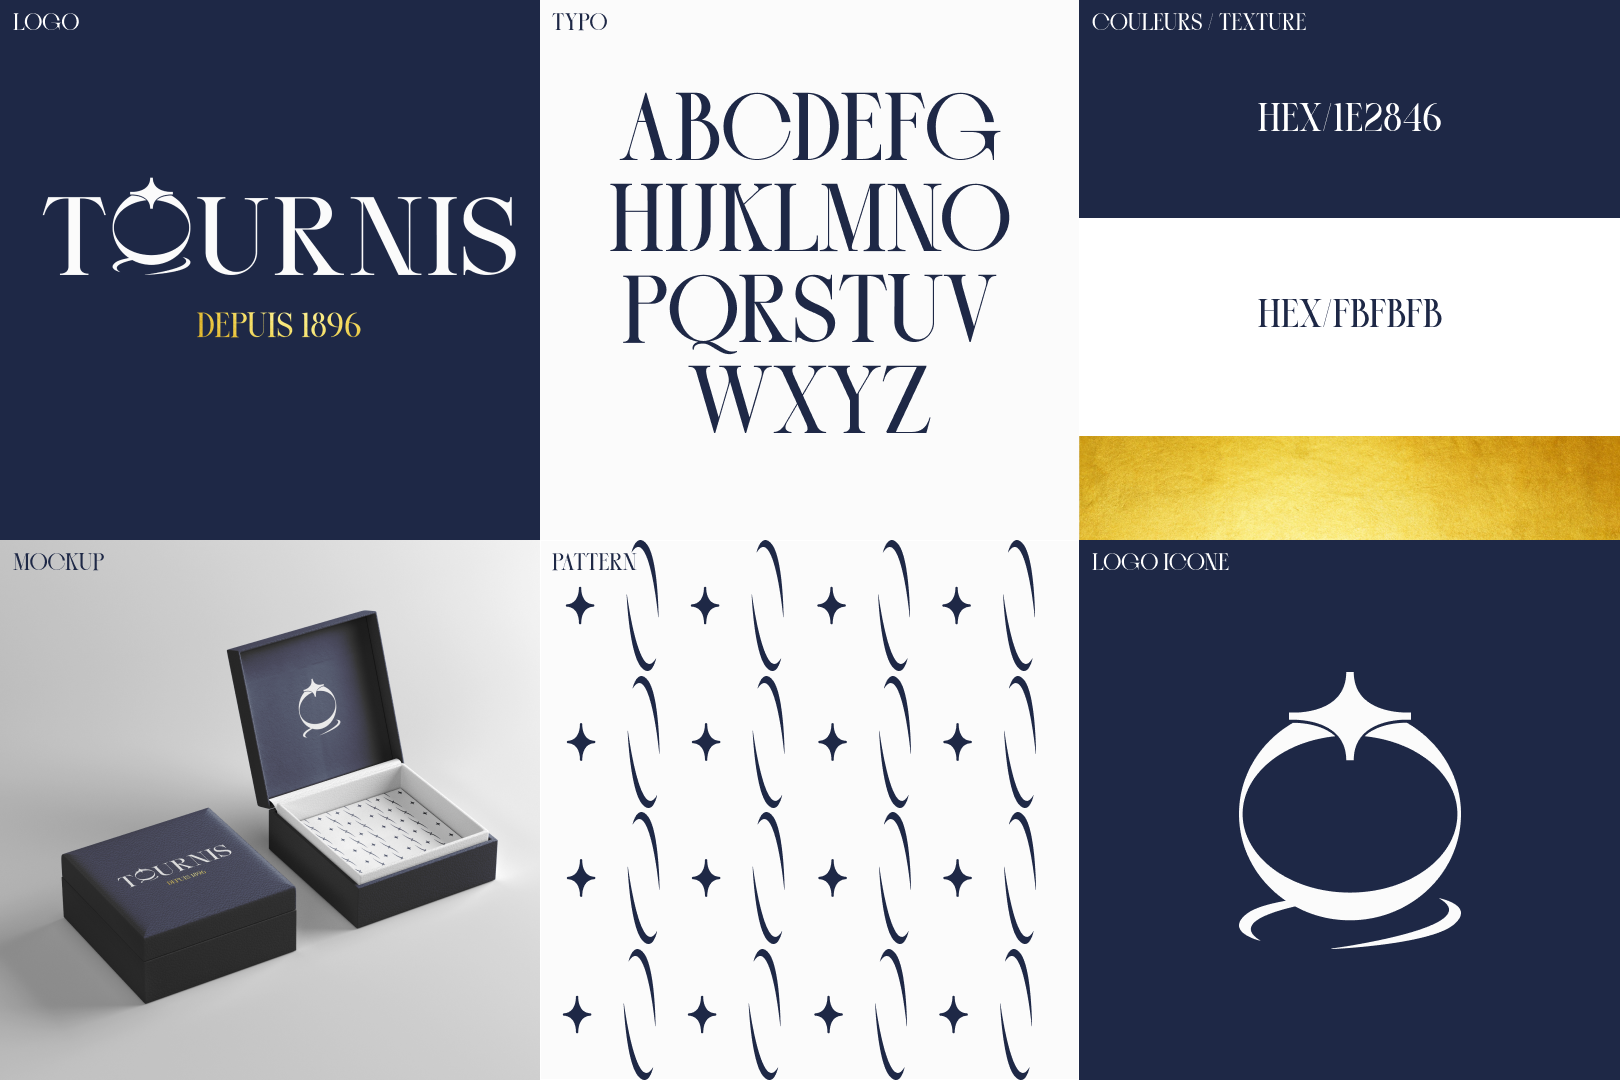 LOGO
TOURNIS
DEPUIS 1896
TYPO
ABCDEFG
HIJKLMNO
PQRSTUV
WXYZ
COULEURS / TEXTURE
HEX/1E2846
HEX/FBFBFB
MOCKUP
TOURNIS
DEPUIS 1896
PATTERN
LOGO ICONE